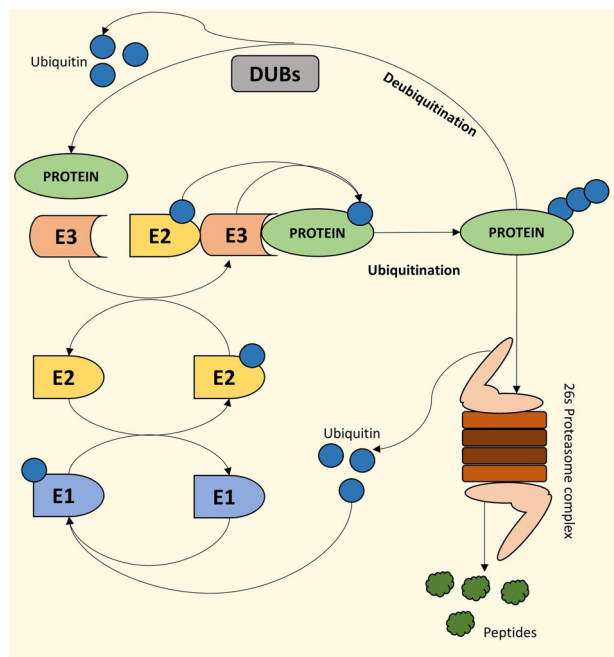 Ubiquitin
DUBs
Deubiquitination
PROTEIN
E3
E2
E3
PROTEIN
PROTEIN
Ubiquitination
E2
E2
26s Proteasome complex
Ubiquitin
E1
E1
Peptides